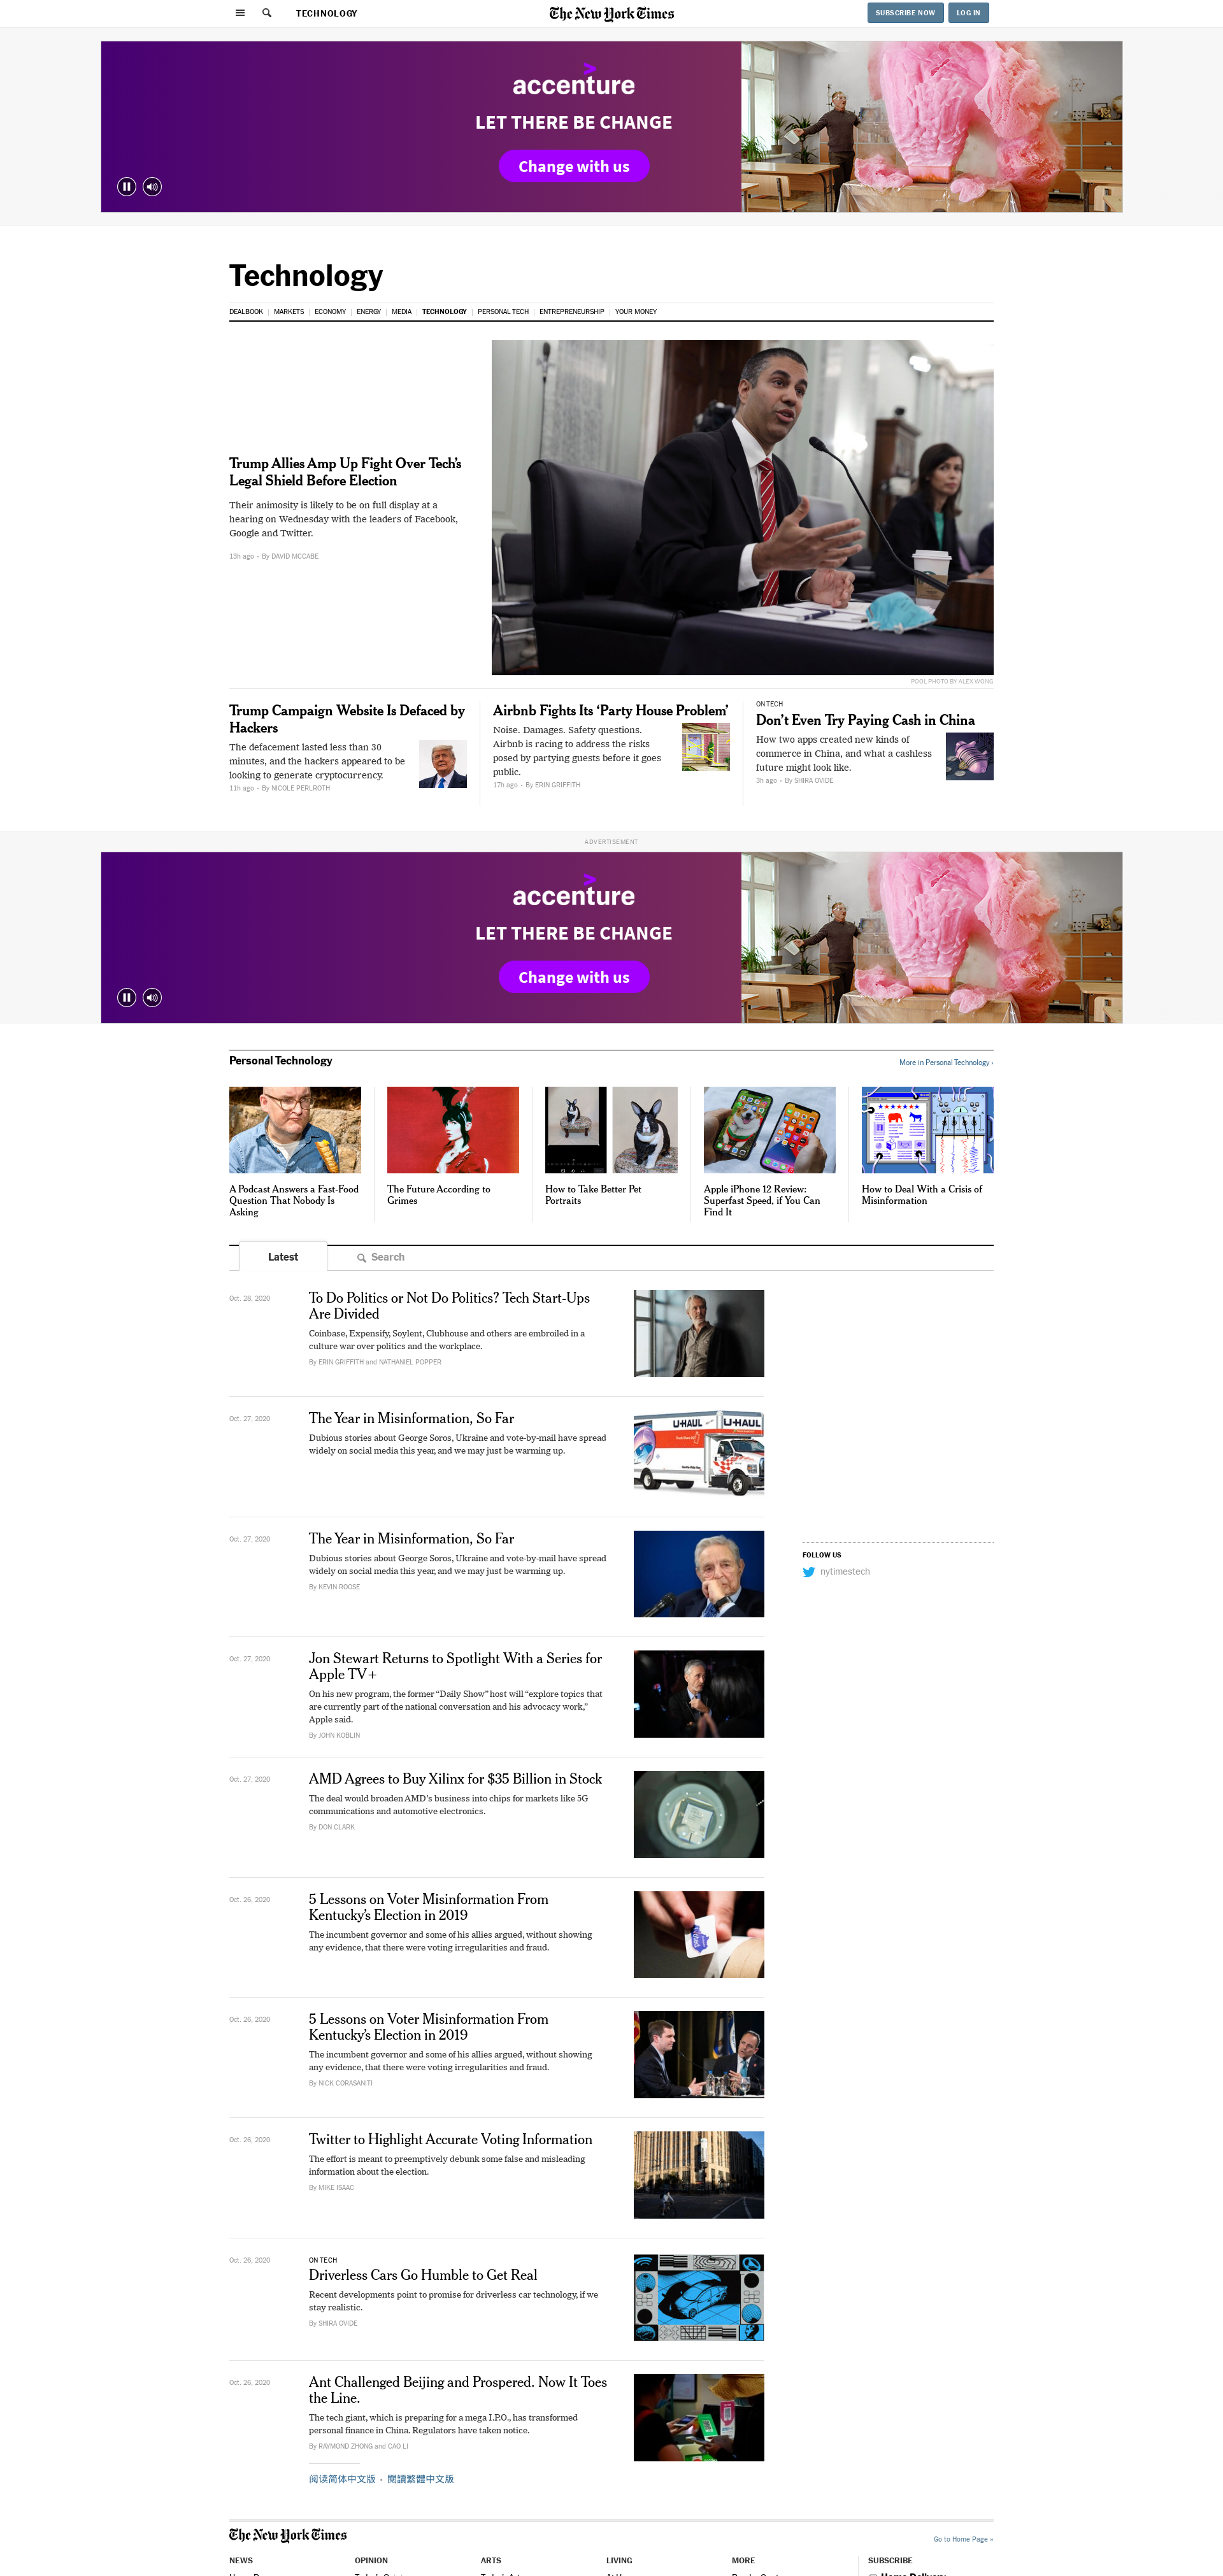 TECHNOLOGY
The New York Times
SUBSCRIBE NOW
LOG IN
accenture
LET THERE BE CHANGE
Change with us
Technology
DEALBOOK
MARKETS
ECONOMY
ENERGY
MEDIA
TECHNOLOGY
PERSONAL TECH
ENTREPRENEURSHIP
YOUR MONEY
Trump Allies Amp Up Fight Over Tech’s
Legal Shield Before Election
Their animosity is likely to be on full display at a
hearing on Wednesday with the leaders of Facebook,
Google and Twitter.
13h ago • By DAVID MCCABE
POOL PHOTO BY ALEX WONG
Trump Campaign Website Is Defaced by
Hackers
The defacement lasted less than 30
minutes, and the hackers appeared to be
looking to generate cryptocurrency.
11h ago • By NICOLE PERLROTH
Airbnb Fights Its ‘Party House Problem’
Noise. Damages. Safety questions.
Airbnb is racing to address the risks
posed by partying guests before it goes
public.
17h ago • By ERIN GRIFFITH
ON TECH
Don’t Even Try Paying Cash in China
How two apps created new kinds of
commerce in China, and what a cashless
future might look like.
3h ago • By SHIRA OVIDE
ADVERTISEMENT
accenture
LET THERE BE CHANGE
Change with us
Personal Technology
More in Personal Technology ›
A Podcast Answers a Fast-Food
Question That Nobody Is
Asking
The Future According to
Grimes
How to Take Better Pet
Portraits
Apple iPhone 12 Review:
Superfast Speed, if You Can
Find It
How to Deal With a Crisis of
Misinformation
Latest
Search
Oct. 28, 2020
To Do Politics or Not Do Politics? Tech Start-Ups
Are Divided
Coinbase, Expensify, Soylent, Clubhouse and others are embroiled in a
culture war over politics and the workplace.
By ERIN GRIFFITH and NATHANIEL POPPER
Oct. 27, 2020
The Year in Misinformation, So Far
Dubious stories about George Soros, Ukraine and vote-by-mail have spread
widely on social media this year, and we may just be warming up.
U-HAUL
U-HAUL
Oct. 27, 2020
The Year in Misinformation, So Far
Dubious stories about George Soros, Ukraine and vote-by-mail have spread
widely on social media this year, and we may just be warming up.
By KEVIN ROOSE
FOLLOW US
nytimestech
Oct. 27, 2020
Jon Stewart Returns to Spotlight With a Series for
Apple TV+
On his new program, the former “Daily Show” host will “explore topics that
are currently part of the national conversation and his advocacy work,”
Apple said.
By JOHN KOBLIN
Oct. 27, 2020
AMD Agrees to Buy Xilinx for $35 Billion in Stock
The deal would broaden AMD’s business into chips for markets like 5G
communications and automotive electronics.
By DON CLARK
Oct. 26, 2020
5 Lessons on Voter Misinformation From
Kentucky’s Election in 2019
The incumbent governor and some of his allies argued, without showing
any evidence, that there were voting irregularities and fraud.
Oct. 26, 2020
5 Lessons on Voter Misinformation From
Kentucky’s Election in 2019
The incumbent governor and some of his allies argued, without showing
any evidence, that there were voting irregularities and fraud.
By NICK CORASANITI
Oct. 26, 2020
Twitter to Highlight Accurate Voting Information
The effort is meant to preemptively debunk some false and misleading
information about the election.
By MIKE ISAAC
Oct. 26, 2020
ON TECH
Driverless Cars Go Humble to Get Real
Recent developments point to promise for driverless car technology, if we
stay realistic.
By SHIRA OVIDE
Oct. 26, 2020
Ant Challenged Beijing and Prospered. Now It Toes
the Line.
The tech giant, which is preparing for a mega I.P.O., has transformed
personal finance in China. Regulators have taken notice.
By RAYMOND ZHONG and CAO LI
阅读简体中文版 • 閱讀繁體中文版
The New York Times
Go to Home Page »
NEWS
OPINION
ARTS
LIVING
MORE
SUBSCRIBE